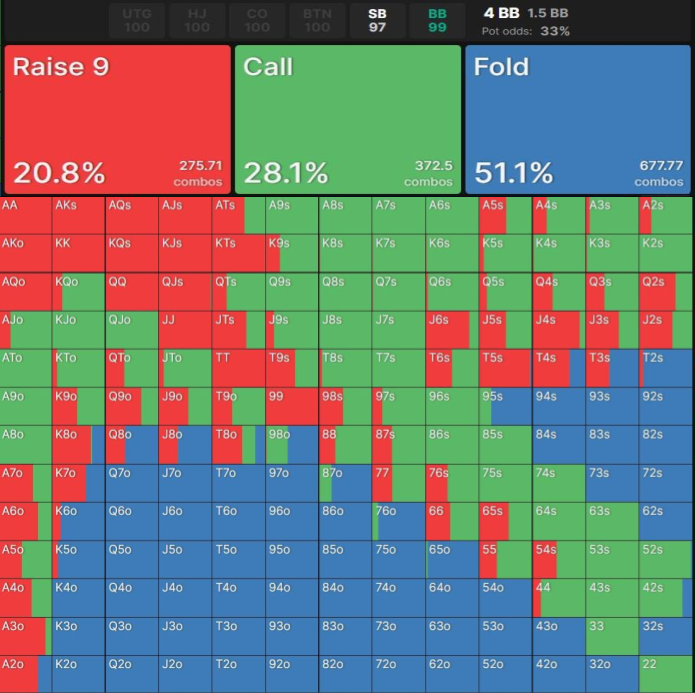 UTG HJ CO BTN SB BB 4 BB 1.5 BB
100 100 100 100 97 99 Pot odds: 33%
Raise 9 Call Fold
20.8% 275.71 combos 28.1% 372.5 combos 51.1% 677.77 combos
AA AKs AQs AJs ATs A9s A8s A7s A6s A5s A4s A3s A2s
AKo KK KQs KJs KTs K9s K8s K7s K6s K5s K4s K3s K2s
AQo KQo QQ QJs QTs Q9s Q8s Q7s Q6s Q5s Q4s Q3s Q2s
AJo KJo QJo JJ JTs J9s J8s J7s J6s J5s J4s J3s J2s
ATo KTo QTo JTo TT T9s T8s T7s T6s T5s T4s T3s T2s
A9o K9o Q9o J9o T9o 99 98s 97s 96s 95s 94s 93s 92s
A8o K8o Q8o J8o T8o 98o 88 87s 86s 85s 84s 83s 82s
A7o K7o Q7o J7o T7o 97o 87o 77 76s 75s 74s 73s 72s
A6o K6o Q6o J6o T6o 96o 86o 76o 66 65s 64s 63s 62s
A5o K5o Q5o J5o T5o 95o 85o 75o 65o 55 54s 53s 52s
A4o K4o Q4o J4o T4o 94o 84o 74o 64o 54o 44 43s 42s
A3o K3o Q3o J3o T3o 93o 83o 73o 63o 53o 43o 33 32s
A2o K2o Q2o J2o T2o 92o 82o 72o 62o 52o 42o 32o 22